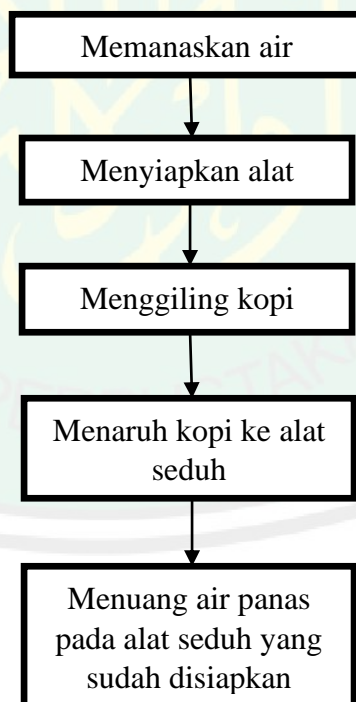 Memanaskan air
Menyiapkan alat
Menggiling kopi
Menaruh kopi ke alat
seduh
Menuang air panas
pada alat seduh yang
sudah disiapkan